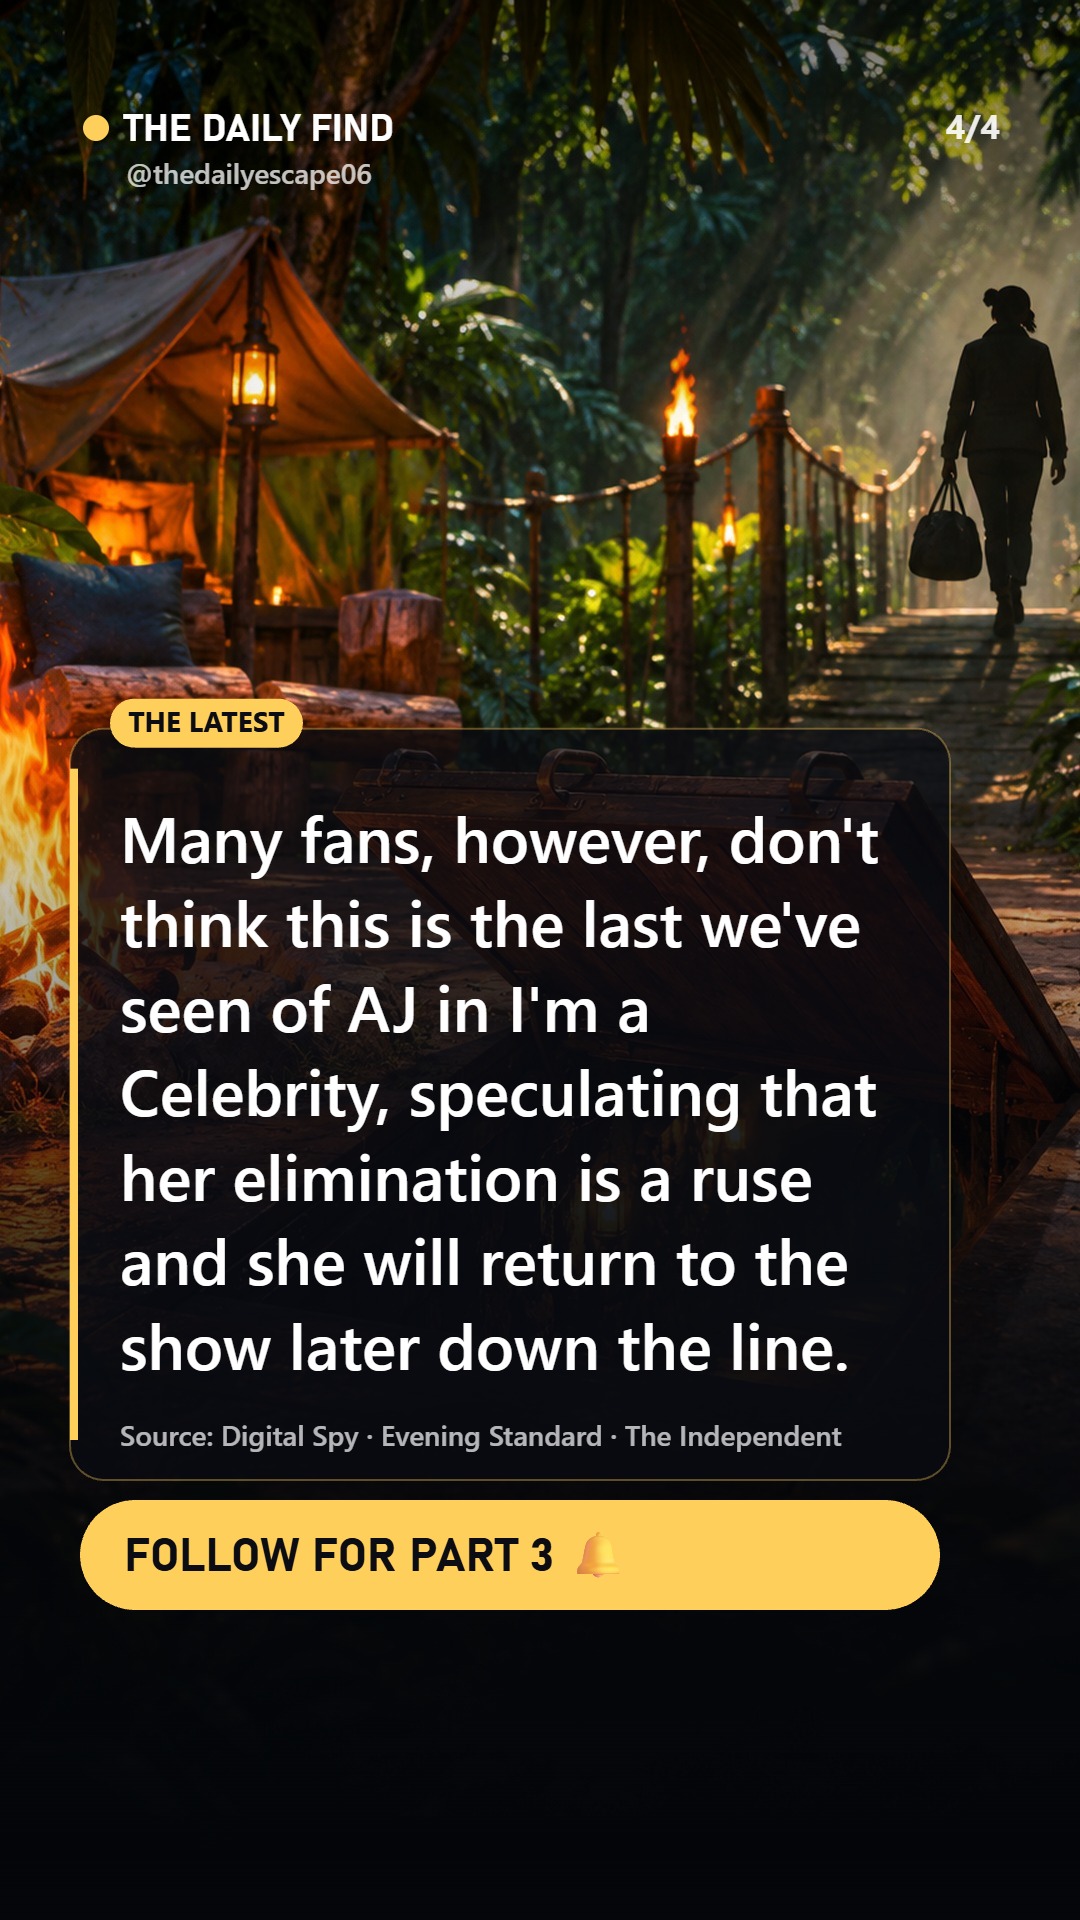 THE DAILY FIND
@thedailyescape06
4/4
THE LATEST
Many fans, however, don't
think this is the last we've
seen of AJ in I'm a
Celebrity, speculating that
her elimination is a ruse
and she will return to the
show later down the line.
Source: Digital Spy · Evening Standard · The Independent
FOLLOW FOR PART 3 🔔